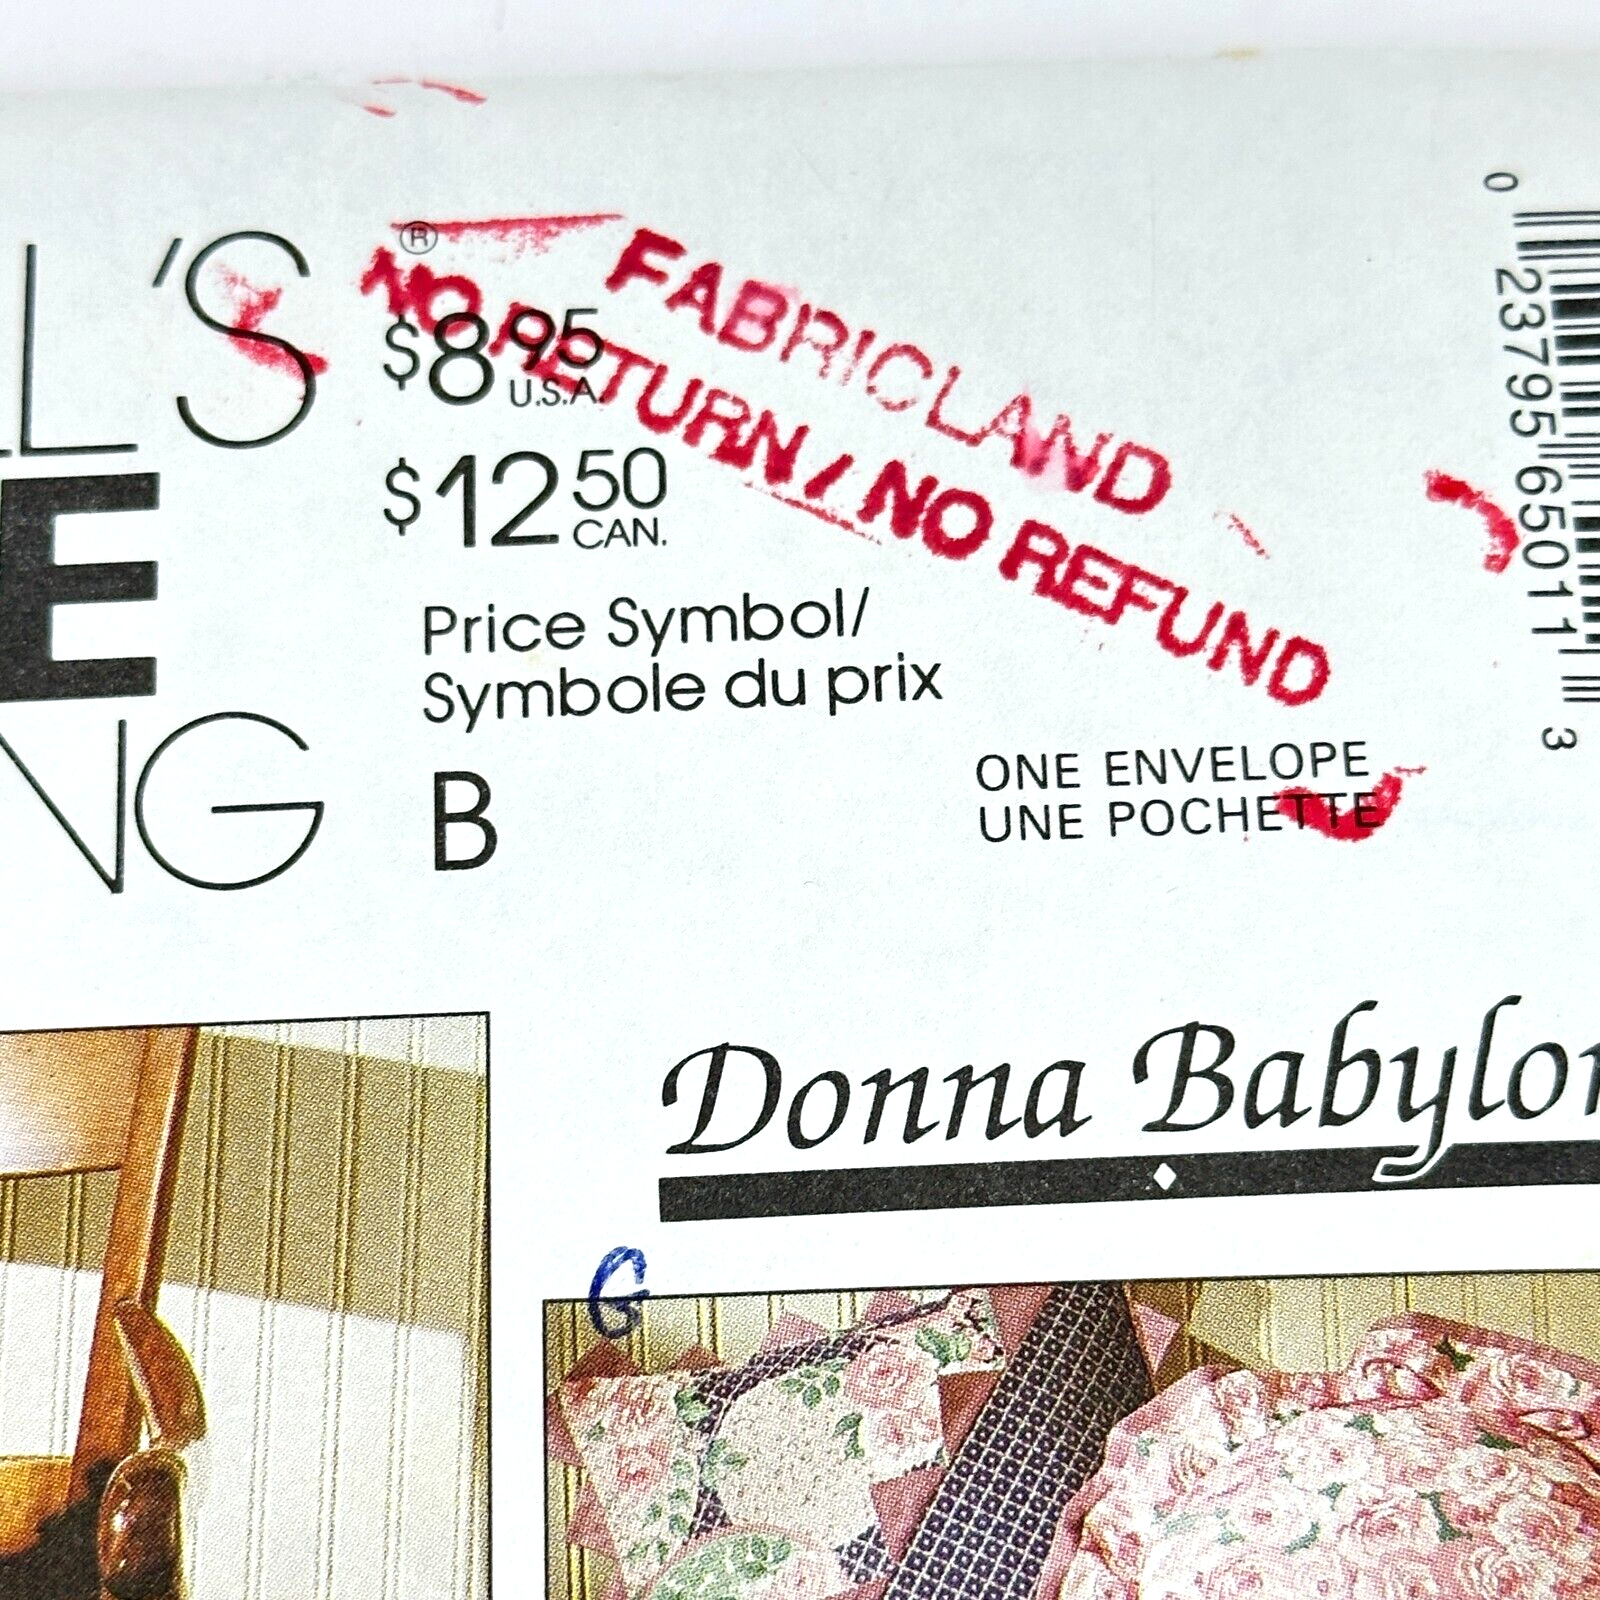 LL'S®
E
NG
$8.95
U.S.A.
$12.50
CAN.
Price Symbol/
Symbole du prix
B
FABRICLAND
NO RETURN / NO REFUND
ONE ENVELOPE
UNE POCHETTE
0 23795 65011 3
Donna Babylon
G